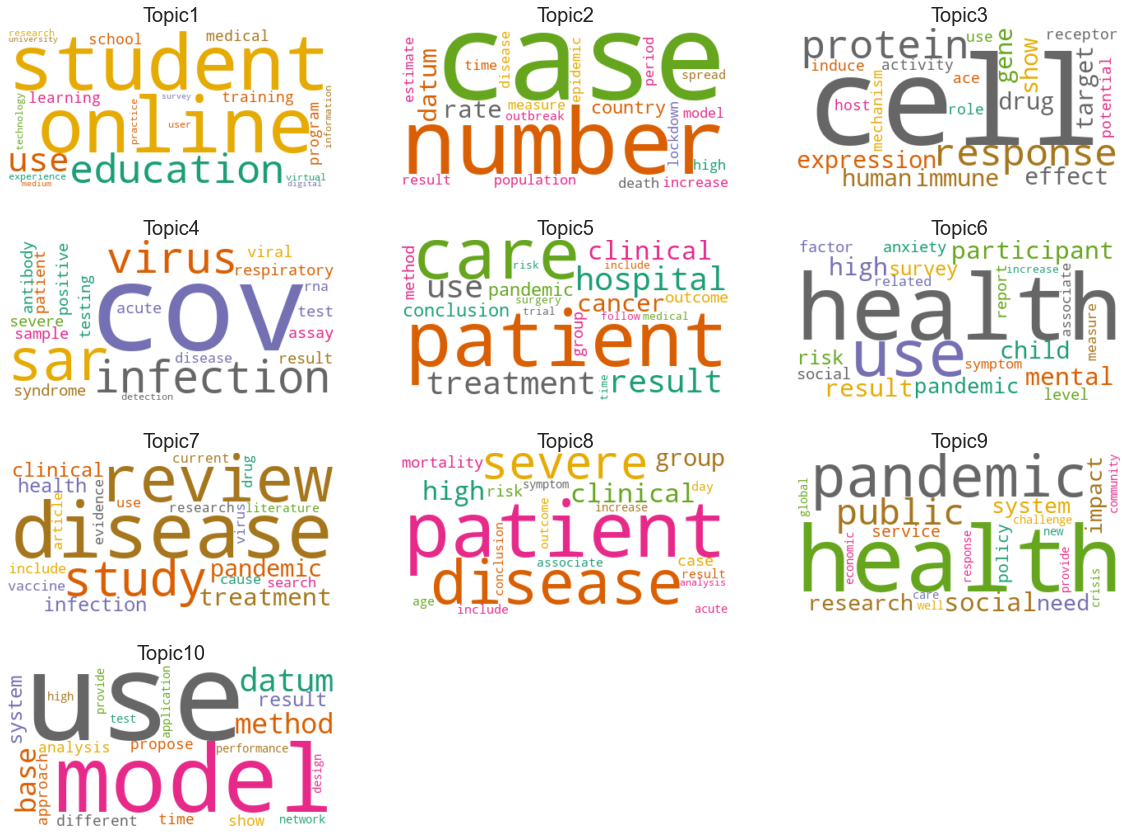 Topic1
research
university
school
medical
student
learning
survey
training
technology
online
practice
user
program
information
use
education
experience
medium
virtual
digital
Topic2
case
estimate
datum
time
disease
epidemic
period
spread
rate
measure
outbreak
country
lockdown
model
number
high
result
population
death
increase
Topic3
protein
use
gene
show
receptor
induce
activity
ace
target
potential
cell
host
mechanism
role
drug
expression
response
human
immune
effect
Topic4
antibody
patient
positive
virus
viral
respiratory
rna
cov
acute
test
testing
severe
sample
assay
sar
disease
result
infection
syndrome
detection
Topic5
method
care
risk
clinical
include
hospital
use
pandemic
surgery
cancer
outcome
conclusion
trial
group
follow
medical
patient
treatment
time
result
Topic6
factor
anxiety
participant
high
survey
increase
related
report
associate
health
measure
use
child
risk
symptom
social
mental
result
pandemic
level
Topic7
clinical
review
current
drug
health
use
research
literature
article
evidence
virus
disease
include
study
pandemic
cause
search
vaccine
infection
treatment
Topic8
mortality
severe
group
high
risk
symptom
clinical
day
increase
patient
outcome
conclusion
associate
case
disease
result
analysis
age
include
acute
Topic9
global
pandemic
impact
community
public
system
challenge
service
new
health
economic
response
policy
provide
crisis
research
care
well
social
need
Topic10
system
use
high
provide
test
application
datum
result
method
analysis
propose
performance
base
approach
model
design
different
time
show
network